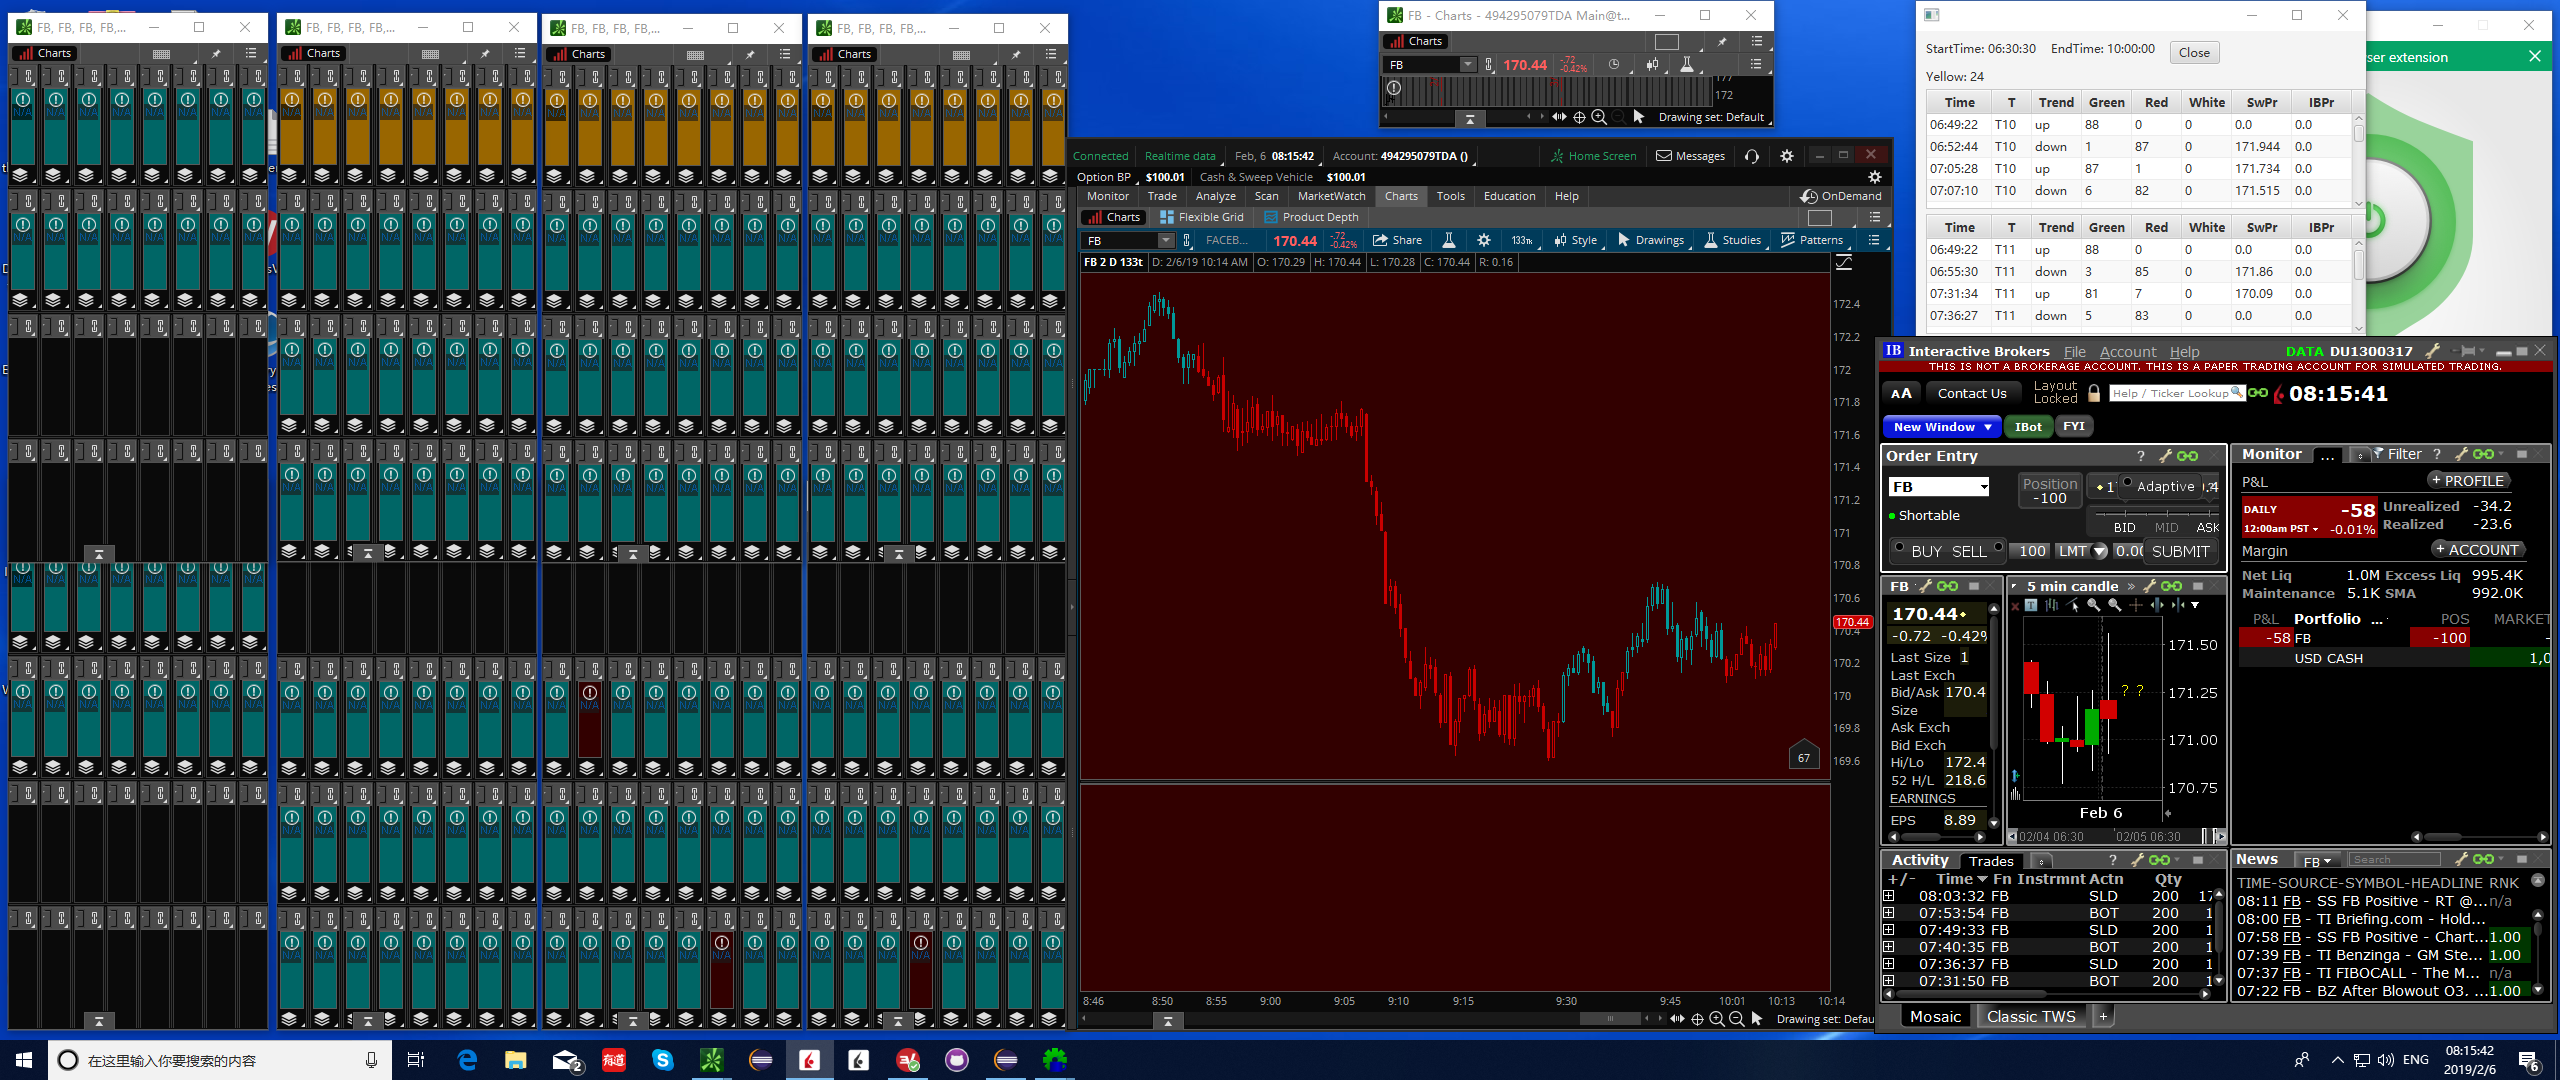 FB, FB, FB, FB,...
Charts
FB, FB, FB, FB,...
Charts
FB, FB, FB, FB,...
Charts
FB, FB, FB, FB,...
Charts
N/A
FB - Charts - 494295079TDA Main@t...
Charts
FB 170.44 -.72 -0.42%
177
172
Drawing set: Default
Connected Realtime data Feb, 6 08:15:42 Account: 494295079TDA () Home Screen Messages
Option BP $100.01 Cash & Sweep Vehicle $100.01
Monitor Trade Analyze Scan MarketWatch Charts Tools Education Help OnDemand
Charts Flexible Grid Product Depth
FB FACEB... 170.44 -.72 -0.42% Share 133tk Style Drawings Studies Patterns
FB 2 D 133t D: 2/6/19 10:14 AM O: 170.29 H: 170.44 L: 170.28 C: 170.44 R: 0.16
172.4
172.2
172
171.8
171.6
171.4
171.2
171
170.8
170.6
170.44
170.4
170.2
170
169.8
169.6
67
8:46 8:50 8:55 9:00 9:05 9:10 9:15 9:30 9:45 10:01 10:13 10:14
Drawing set: Defau
StartTime: 06:30:30 EndTime: 10:00:00 Close
Yellow: 24
Time T Trend Green Red White SwPr IBPr
06:49:22 T10 up 88 0 0 0.0 0.0
06:52:44 T10 down 1 87 0 171.944 0.0
07:05:28 T10 up 87 1 0 171.734 0.0
07:07:10 T10 down 6 82 0 171.515 0.0
Time T Trend Green Red White SwPr IBPr
06:49:22 T11 up 88 0 0 0.0 0.0
06:55:30 T11 down 3 85 0 171.86 0.0
07:31:34 T11 up 81 7 0 170.09 0.0
07:36:27 T11 down 5 83 0 0.0 0.0
ser extension
IB Interactive Brokers File Account Help DATA DU1300317
THIS IS NOT A BROKERAGE ACCOUNT. THIS IS A PAPER TRADING ACCOUNT FOR SIMULATED TRADING.
AA Contact Us Layout Locked Help / Ticker Lookup 08:15:41
New Window IBot FYI
Order Entry ?
FB Position -100 Adaptive
Shortable
BID MID ASK
BUY SELL 100 LMT 0.00 SUBMIT
Monitor ... Filter ?
P&L + PROFILE
DAILY -58 Unrealized -34.2
12:00am PST -0.01% Realized -23.6
Margin + ACCOUNT
Net Liq 1.0M Excess Liq 995.4K
Maintenance 5.1K SMA 992.0K
P&L Portfolio ... POS MARKET
-58 FB -100
USD CASH 1,0
FB
170.44
-0.72 -0.42%
Last Size 1
Last Exch
Bid/Ask 170.4
Size
Ask Exch
Bid Exch
Hi/Lo 172.4
52 H/L 218.6
EARNINGS
EPS 8.89
5 min candle »
171.50
171.25
171.00
170.75
? ?
Feb 6
02/04 06:30 02/05 06:30
Activity Trades ?
+/- Time Fn Instrmnt Actn Qty
08:03:32 FB SLD 200 17
07:53:54 FB BOT 200 1
07:49:33 FB SLD 200 1
07:40:35 FB BOT 200 1
07:36:37 FB SLD 200 1
07:31:50 FB BOT 200 1
News FB Search
TIME-SOURCE-SYMBOL-HEADLINE RNK
08:11 FB - SS FB Positive - RT @... n/a
08:00 FB - TI Briefing.com - Hold...
07:58 FB - SS FB Positive - Chart... 1.00
07:39 FB - TI Benzinga - GM Ste... 1.00
07:37 FB - TI FIBOCALL - The M... n/a
07:22 FB - BZ After Blowout Q3, ... 1.00
Mosaic Classic TWS +
在这里输入你要搜索的内容
2
有道
ENG
08:15:42
2019/2/6
6